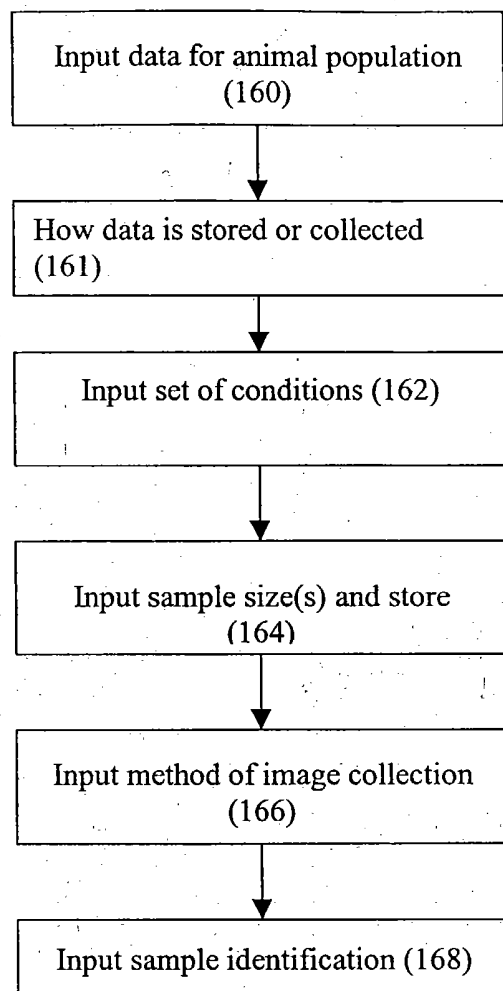 Input data for animal population
(160)
How data is stored or collected
(161)
Input set of conditions (162)
Input sample size(s) and store
(164)
Input method of image collection
(166)
Input sample identification (168)